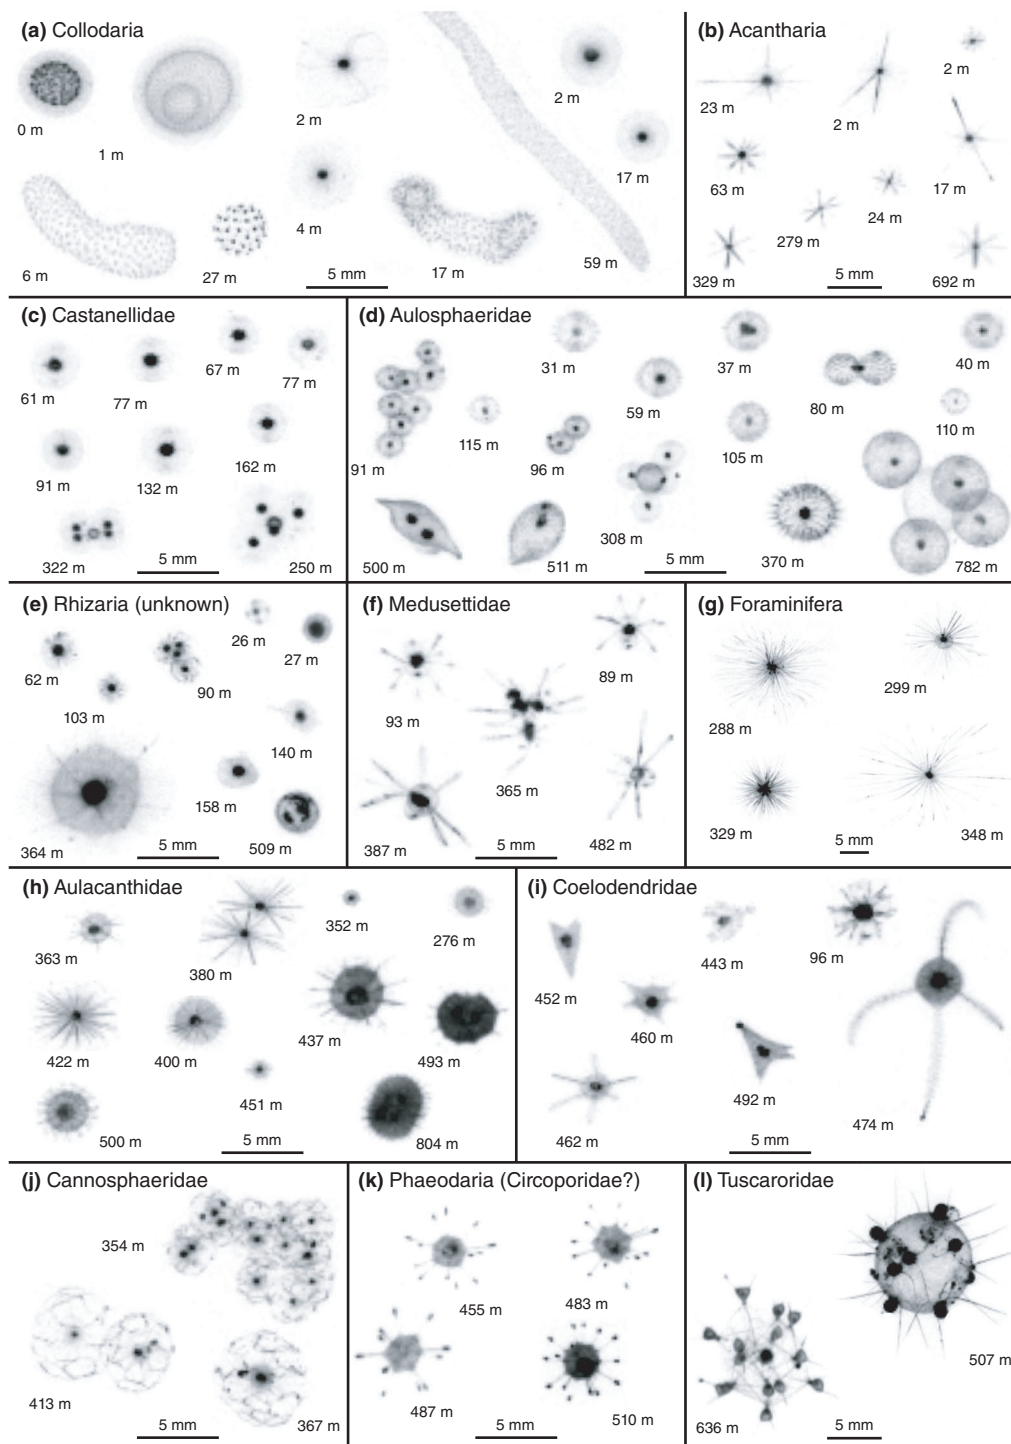 (a) Collodaria
0 m
1 m
2 m
2 m
17 m
4 m
6 m
27 m
17 m
59 m
5 mm
(b) Acantharia
2 m
23 m
2 m
63 m
17 m
24 m
279 m
329 m
692 m
5 mm
(c) Castanellidae
67 m
77 m
61 m
77 m
162 m
91 m
132 m
322 m
250 m
5 mm
(d) Aulosphaeridae
31 m
37 m
40 m
59 m
80 m
110 m
115 m
105 m
91 m
96 m
308 m
500 m
511 m
370 m
782 m
5 mm
(e) Rhizaria (unknown)
26 m
27 m
62 m
90 m
103 m
140 m
158 m
364 m
509 m
5 mm
(f) Medusettidae
89 m
93 m
365 m
387 m
482 m
5 mm
(g) Foraminifera
299 m
288 m
329 m
348 m
5 mm
(h) Aulacanthidae
352 m
276 m
363 m
380 m
437 m
422 m
400 m
493 m
451 m
500 m
804 m
5 mm
(i) Coelodendridae
443 m
96 m
452 m
460 m
492 m
474 m
462 m
5 mm
(j) Cannosphaeridae
354 m
413 m
367 m
5 mm
(k) Phaeodaria (Circoporidae?)
455 m
483 m
487 m
510 m
5 mm
(l) Tuscaroridae
507 m
636 m
5 mm